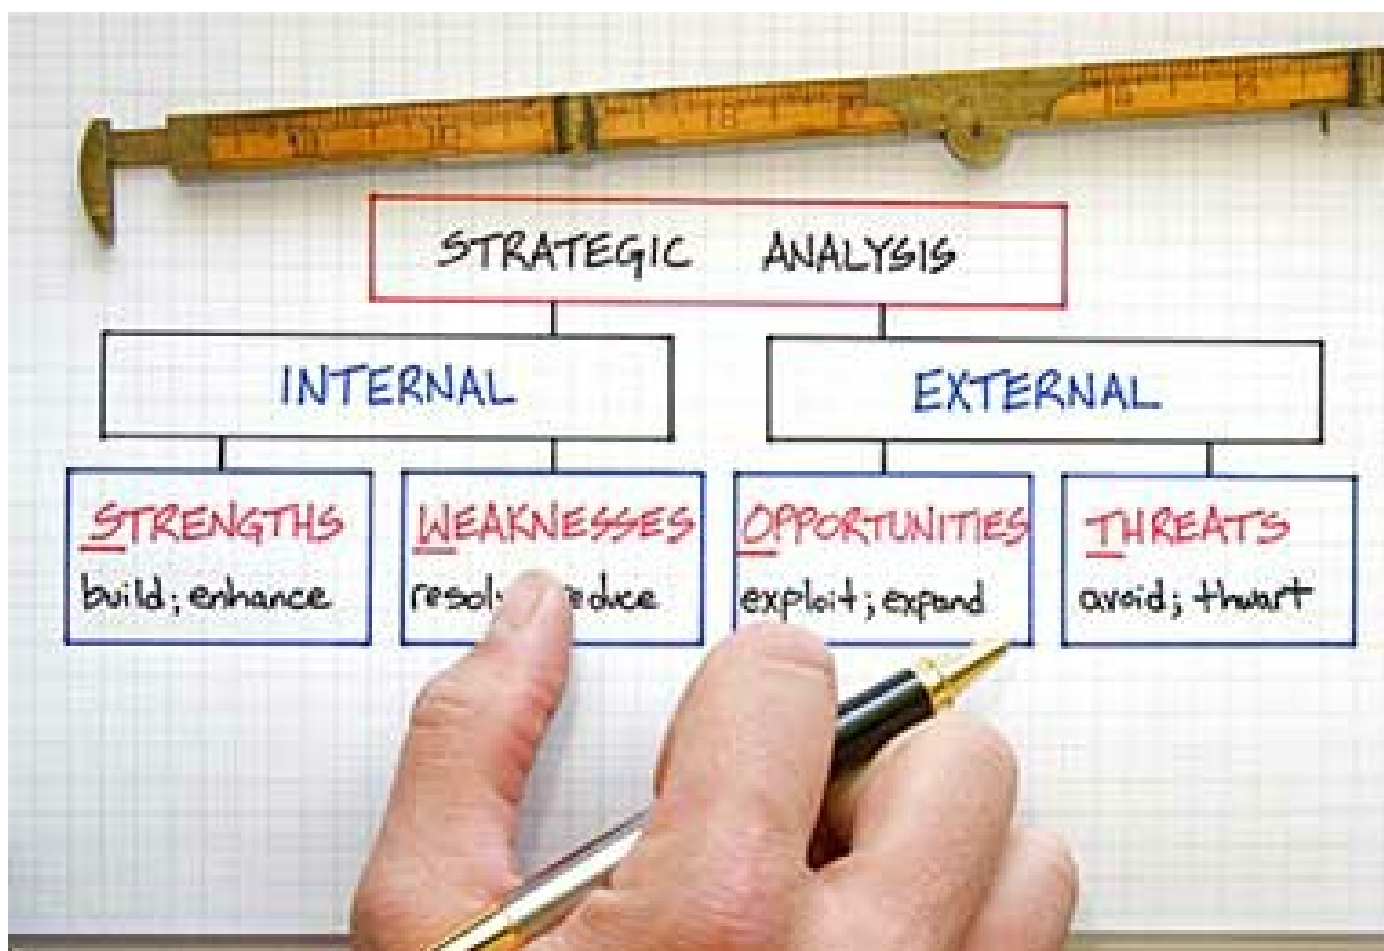 STRATEGIC ANALYSIS
INTERNAL
EXTERNAL
STRENGTHS
build; enhance
WEAKNESSES
OPPORTUNITIES
exploit; expand
THREATS
avoid; thwart